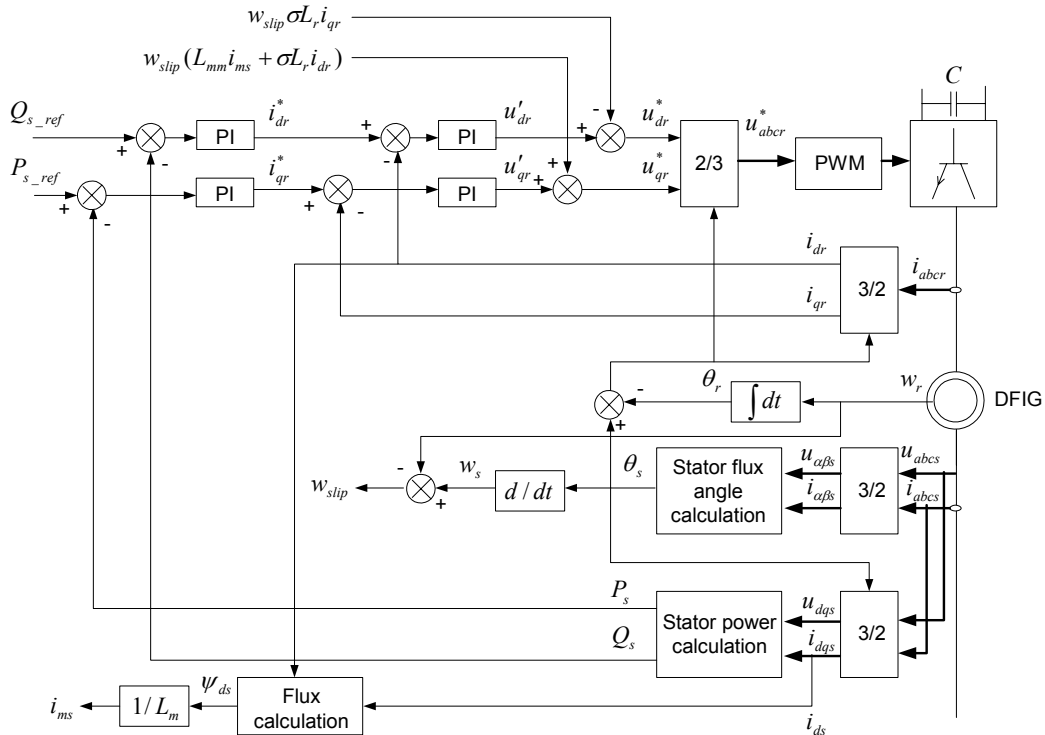 w_slip σL_r i_qr
w_slip (L_mm i_ms + σL_r i_dr)
C
Q_s_ref
+
-
PI
i*_dr
+
-
PI
u'_dr
+
-
u*_dr
2/3
u*_abcr
PWM
P_s_ref
+
-
PI
i*_qr
+
-
PI
u'_qr
+
+
u*_qr
i_dr
i_qr
3/2
i_abcr
-
+
θ_r
∫ dt
w_r
DFIG
w_slip
-
+
w_s
d / dt
θ_s
Stator flux
angle
calculation
u_αβs
i_αβs
3/2
u_abcs
i_abcs
P_s
Q_s
Stator power
calculation
u_dqs
i_dqs
3/2
i_ms
1/ L_m
ψ_ds
Flux
calculation
i_ds